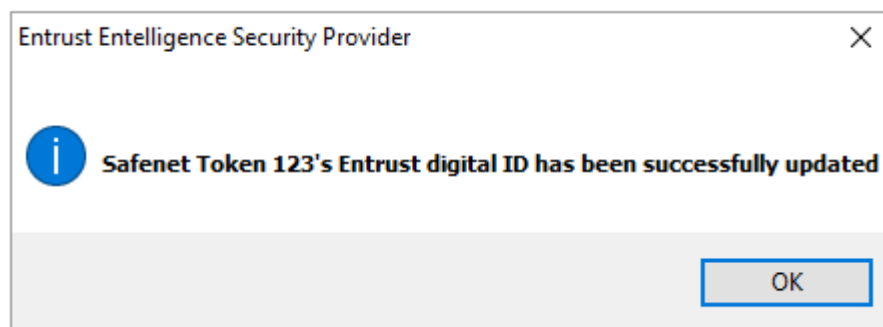 Entrust Entelligence Security Provider
Safenet Token 123's Entrust digital ID has been successfully updated
OK